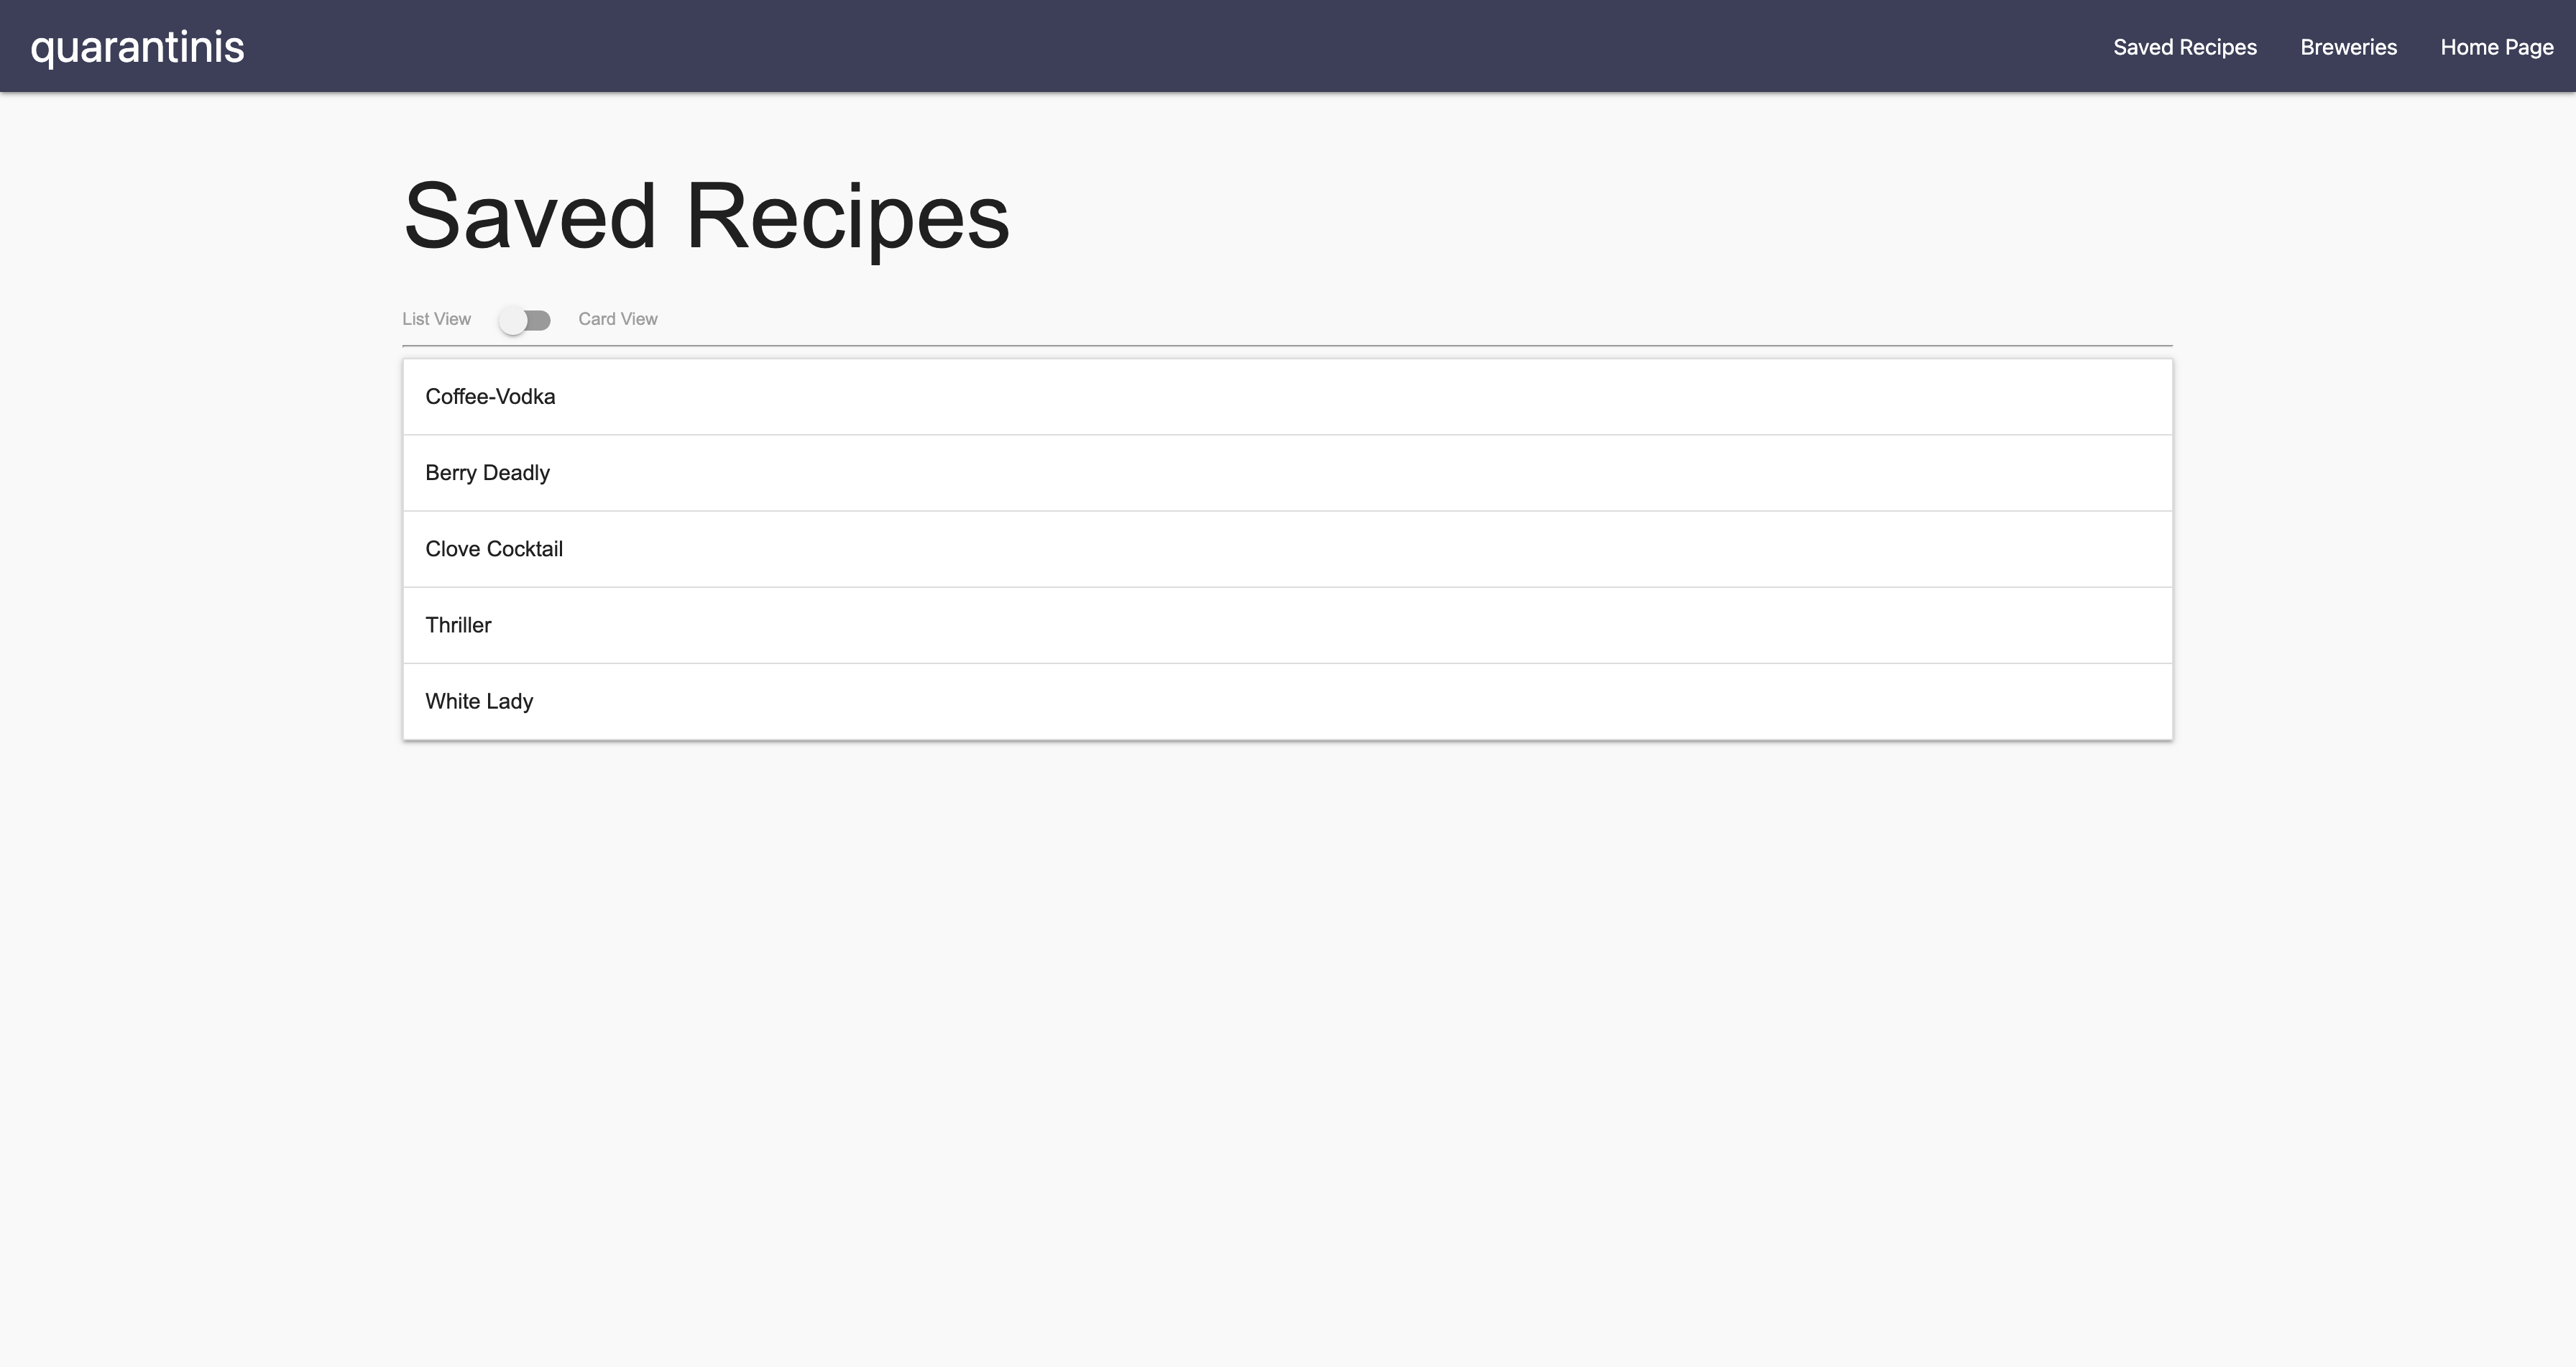 quarantinis
Saved Recipes Breweries Home Page
Saved Recipes
List View Card View
Coffee-Vodka
Berry Deadly
Clove Cocktail
Thriller
White Lady